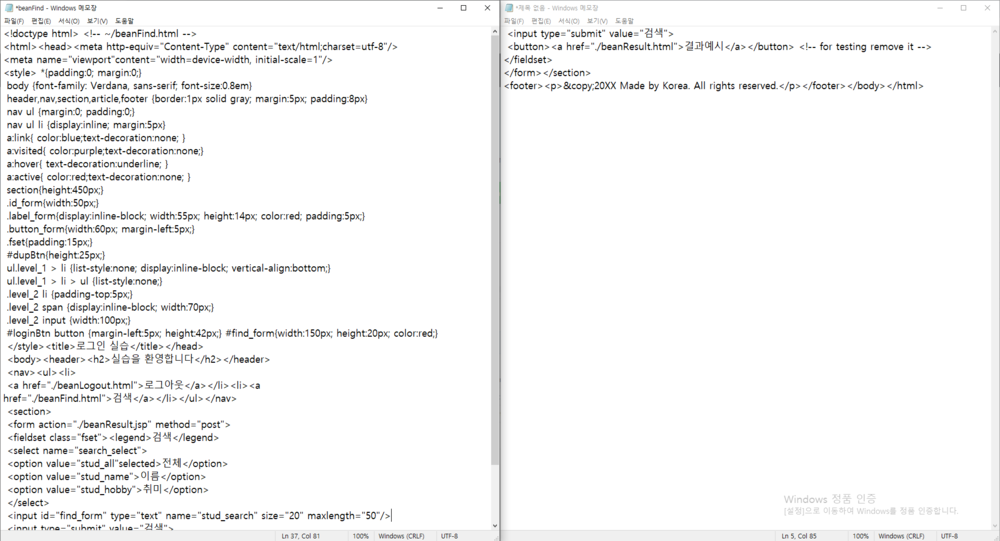 *beanFind - Windows 메모장
파일(F) 편집(E) 서식(O) 보기(V) 도움말
<!doctype html> <!-- ~/beanFind.html -->
<html><head><meta http-equiv="Content-Type" content="text/html;charset=utf-8"/>
<meta name="viewport"content="width=device-width, initial-scale=1"/>
<style> *{padding:0; margin:0;}
body {font-family: Verdana, sans-serif; font-size:0.8em}
header,nav,section,article,footer {border:1px solid gray; margin:5px; padding:8px}
nav ul {margin:0; padding:0;}
nav ul li {display:inline; margin:5px}
a:link{ color:blue;text-decoration:none; }
a:visited{ color:purple;text-decoration:none;}
a:hover{ text-decoration:underline; }
a:active{ color:red;text-decoration:none; }
section{height:450px;}
.id_form{width:50px;}
.label_form{display:inline-block; width:55px; height:14px; color:red; padding:5px;}
.button_form{width:60px; margin-left:5px;}
.fset{padding:15px;}
#dupBtn{height:25px;}
ul.level_1 > li {list-style:none; display:inline-block; vertical-align:bottom;}
ul.level_1 > li > ul {list-style:none;}
.level_2 li {padding-top:5px;}
.level_2 span {display:inline-block; width:70px;}
.level_2 input {width:100px;}
#loginBtn button {margin-left:5px; height:42px;} #find_form{width:150px; height:20px; color:red;}
</style><title>로그인 실습</title></head>
<body><header><h2>실습을 환영합니다</h2></header>
<nav><ul><li>
<a href="./beanLogout.html">로그아웃</a></li><li><a
href="./beanFind.html">검색</a></li></ul></nav>
<section>
<form action="./beanResult.jsp" method="post">
<fieldset class="fset"><legend>검색</legend>
<select name="search_select">
<option value="stud_all"selected>전체</option>
<option value="stud_name">이름</option>
<option value="stud_hobby">취미</option>
</select>
<input id="find_form" type="text" name="stud_search" size="20" maxlength="50"/>
<input type="submit" value="검색">
Ln 37, Col 81 100% Windows (CRLF) UTF-8
*제목 없음 - Windows 메모장
파일(F) 편집(E) 서식(O) 보기(V) 도움말
<input type="submit" value="검색">
<button><a href="./beanResult.html">결과예시</a></button> <!-- for testing remove it -->
</fieldset>
</form></section>
<footer><p>&copy;20XX Made by Korea. All rights reserved.</p></footer></body></html>
Windows 정품 인증
[설정]으로 이동하여 Windows를 정품 인증합니다.
Ln 5, Col 85 100% Windows (CRLF) UTF-8